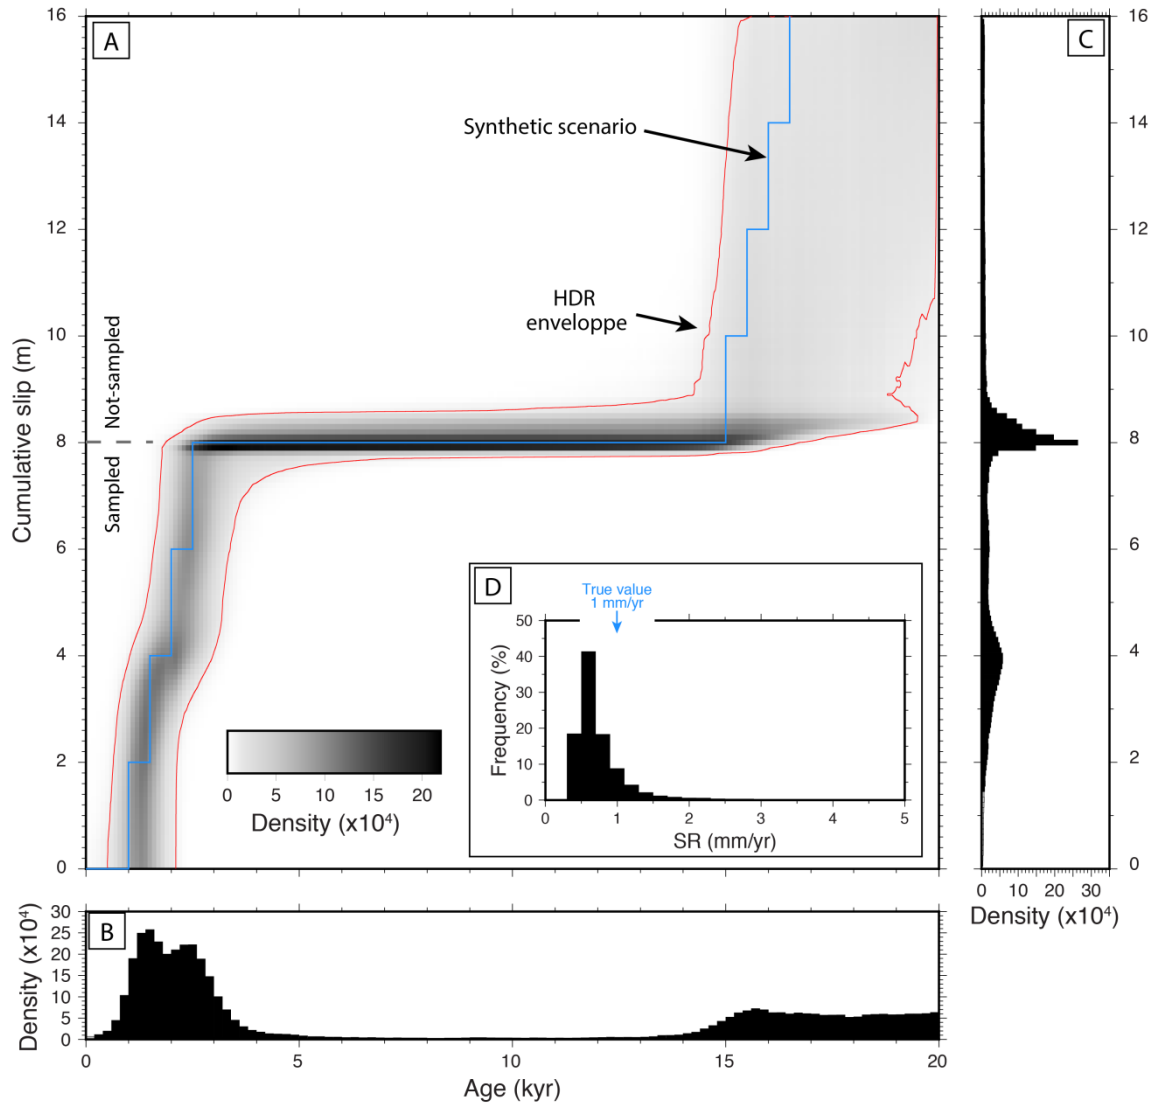 A
Synthetic scenario
HDR
enveloppe
Cumulative slip (m)
Not-sampled
Sampled
16
14
12
10
8
6
4
2
0
0
5
10
15
20
Density (x10⁴)
C
16
14
12
10
8
6
4
2
0
0
10
20
30
Density (x10⁴)
D
True value
1 mm/yr
Frequency (%)
50
40
30
20
10
0
0
1
2
3
4
5
SR (mm/yr)
B
Density (x10⁴)
30
25
20
15
10
5
0
0
5
10
15
20
Age (kyr)